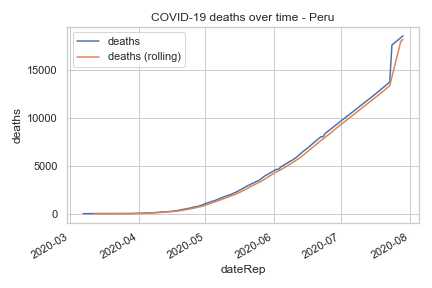 COVID-19 deaths over time - Peru
deaths
deaths (rolling)
15000
10000
5000
0
deaths
2020-03
2020-04
2020-05
2020-06
2020-07
2020-08
dateRep